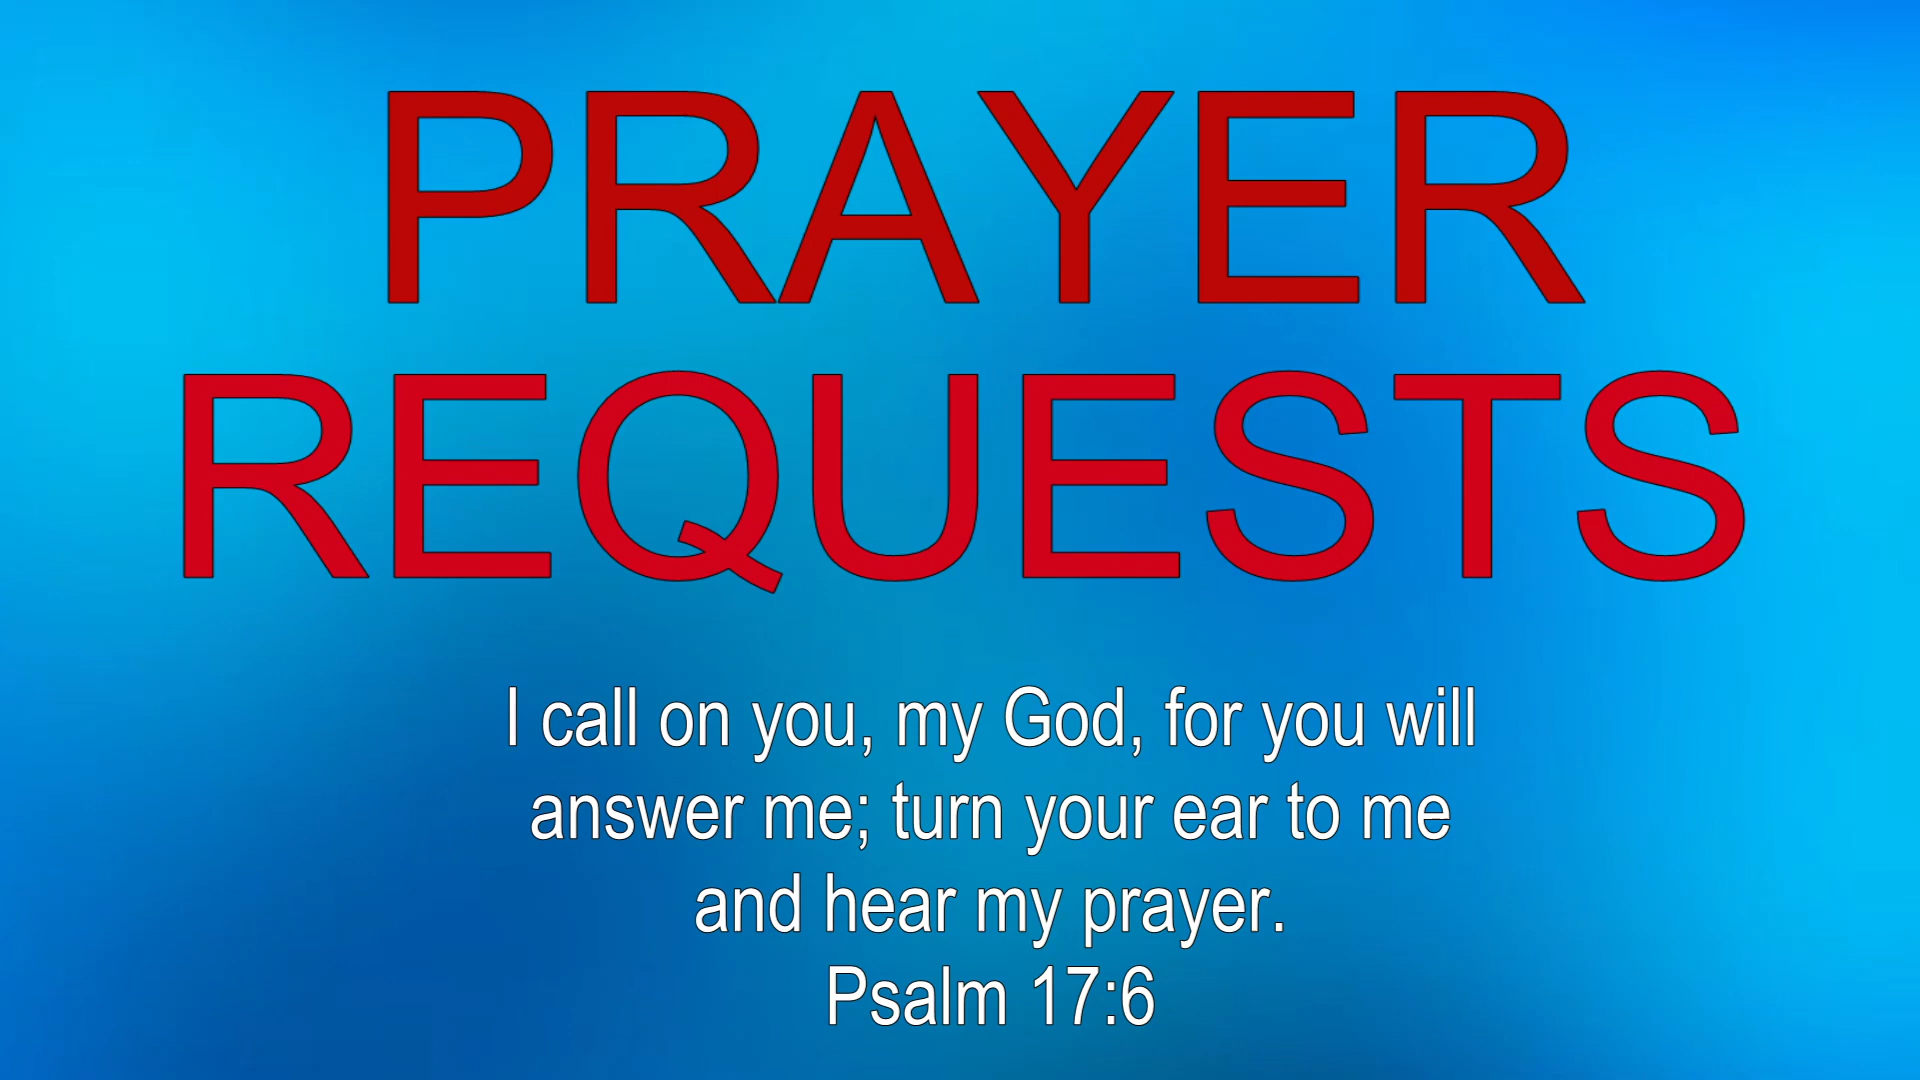 PRAYER
REQUESTS
I call on you, my God, for you will
answer me; turn your ear to me
and hear my prayer.
Psalm 17:6